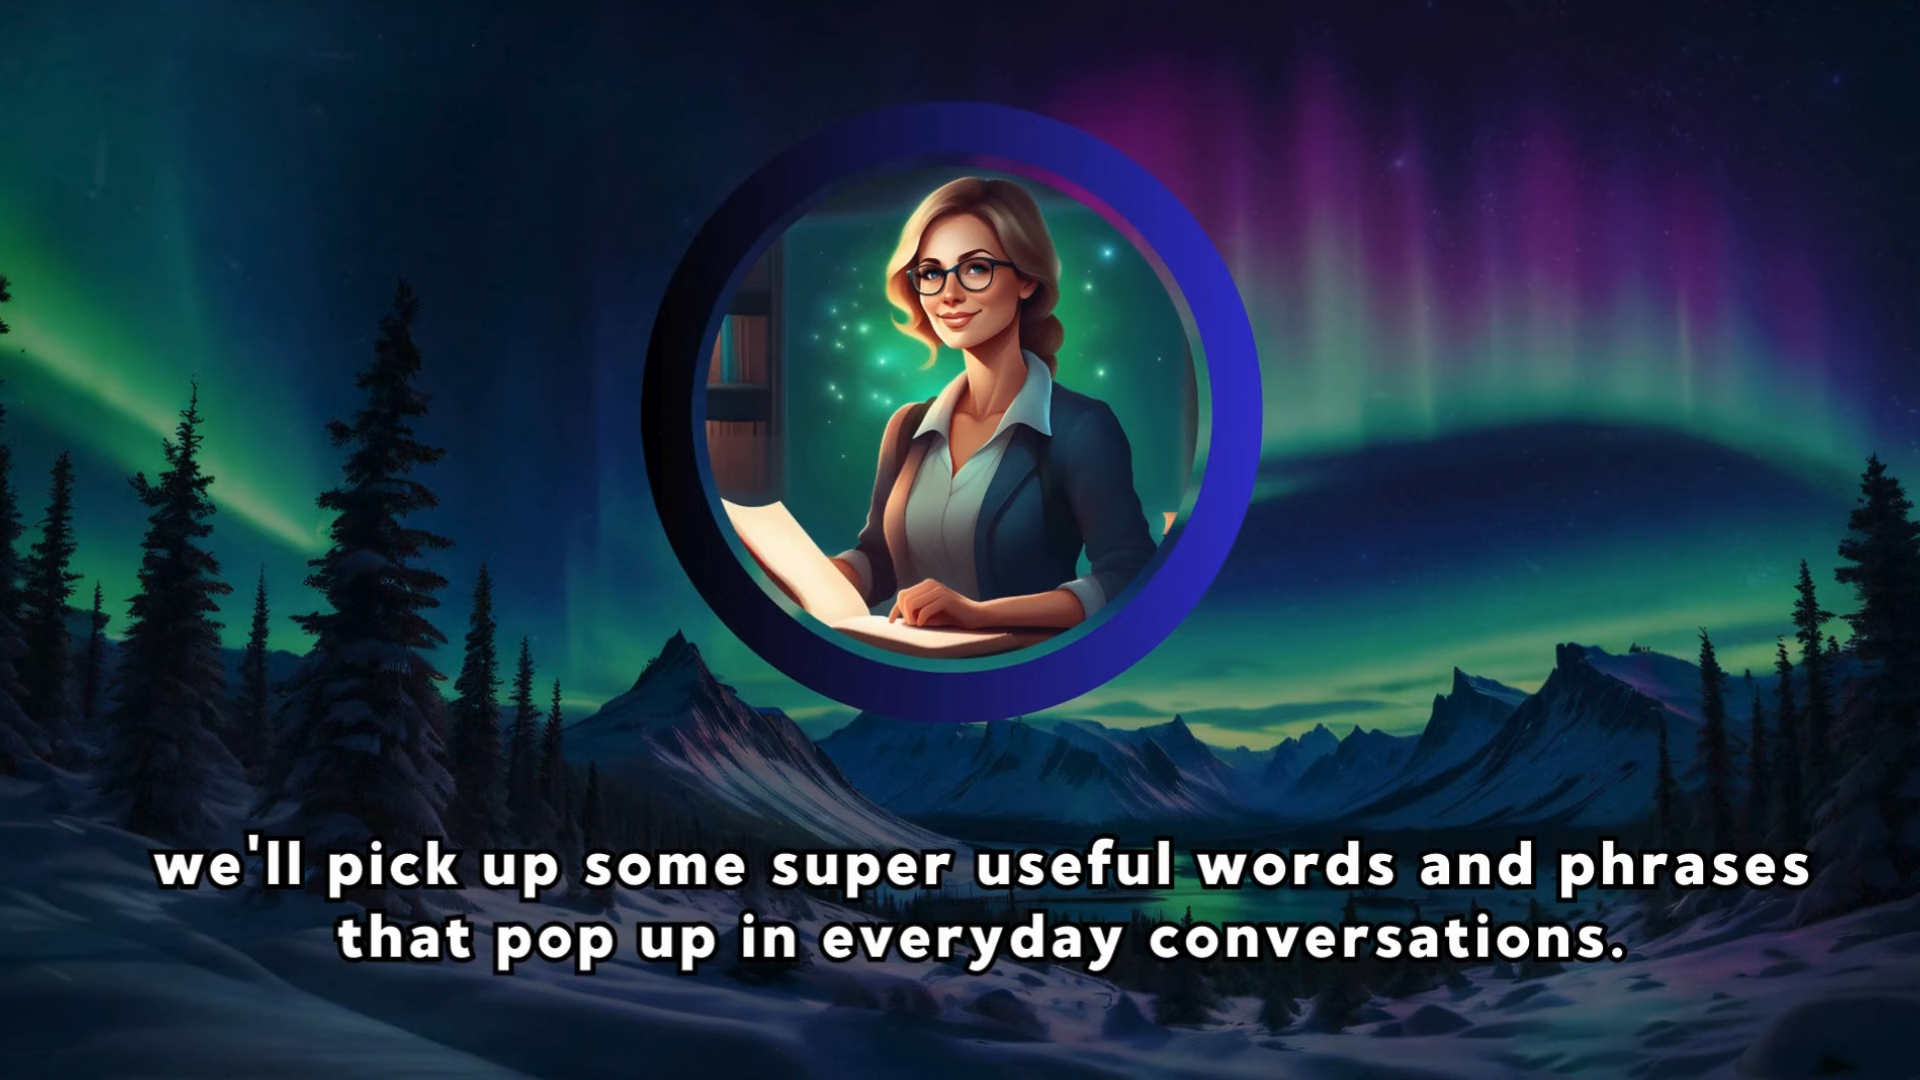 we'll pick up some super useful words and phrases
that pop up in everyday conversations.